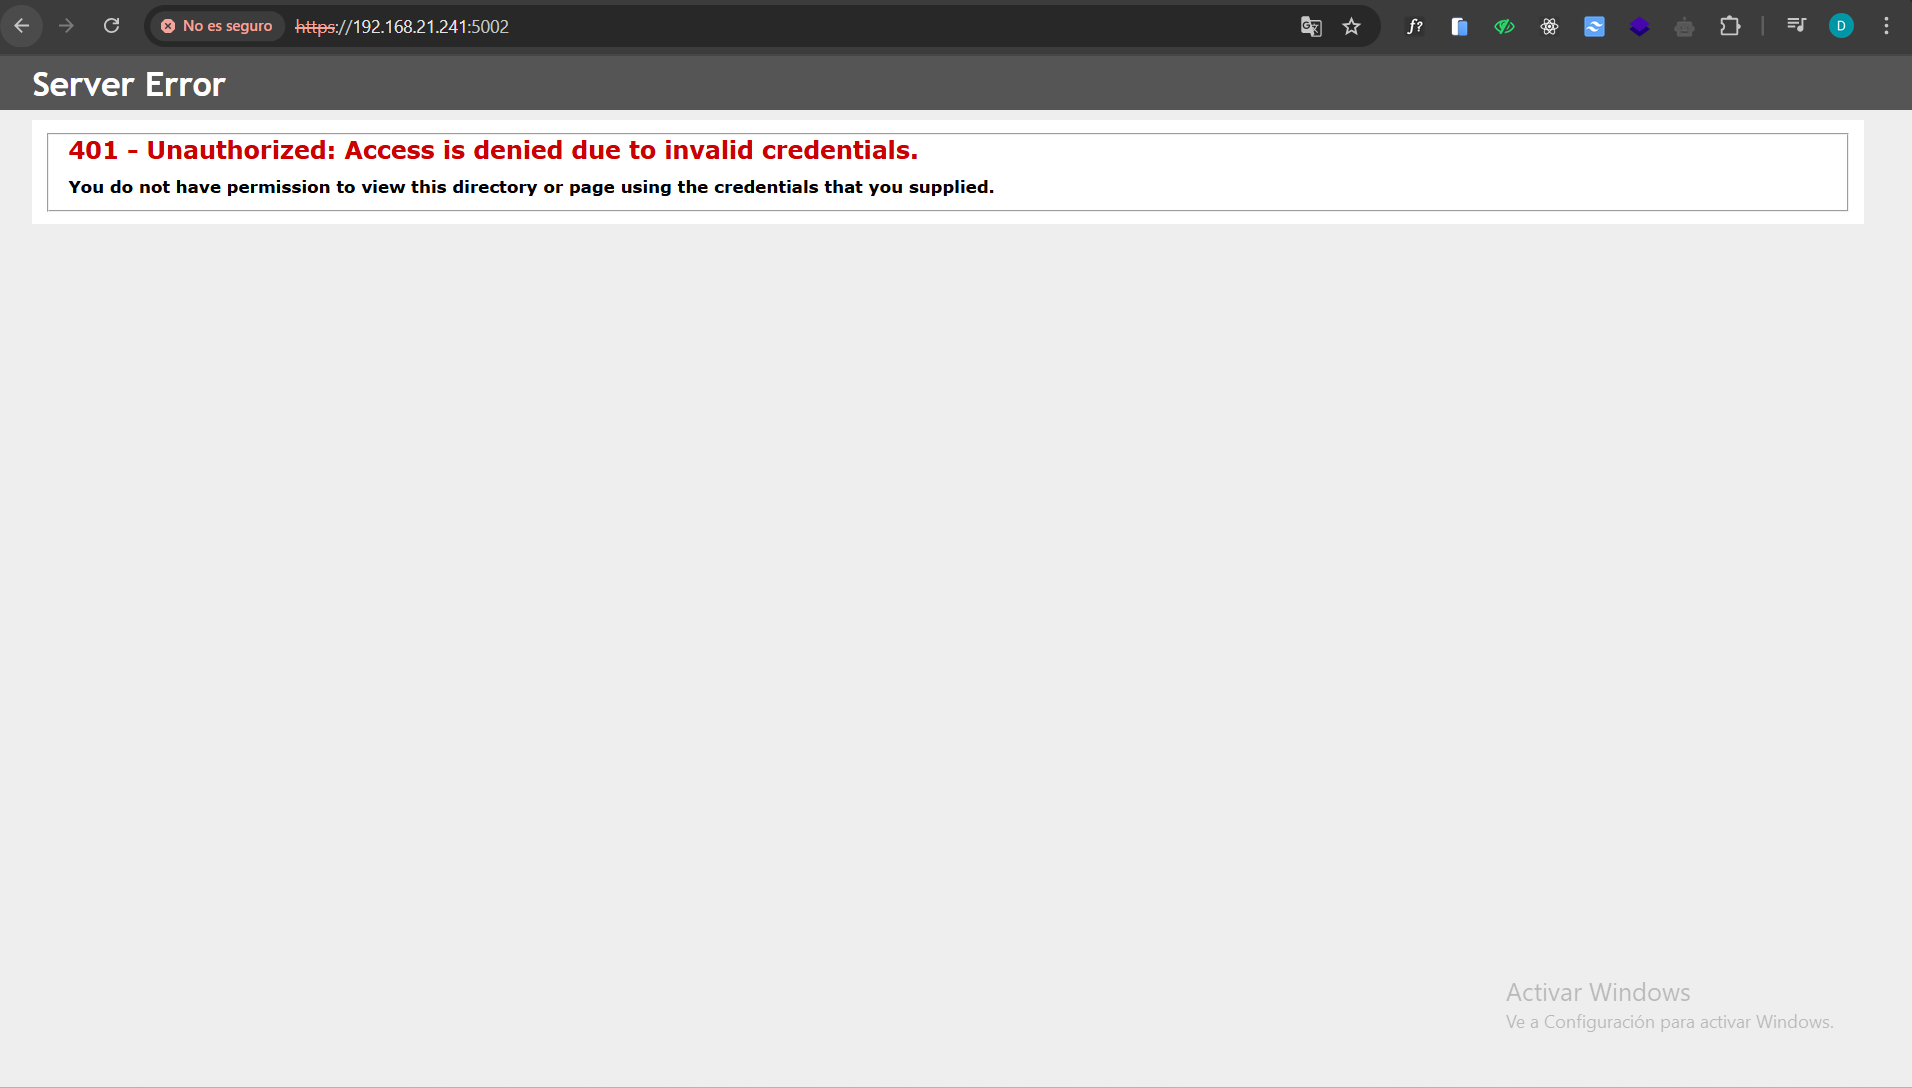 No es seguro
https://192.168.21.241:5002
f?
D
Server Error
401 - Unauthorized: Access is denied due to invalid credentials.
You do not have permission to view this directory or page using the credentials that you supplied.
Activar Windows
Ve a Configuración para activar Windows.